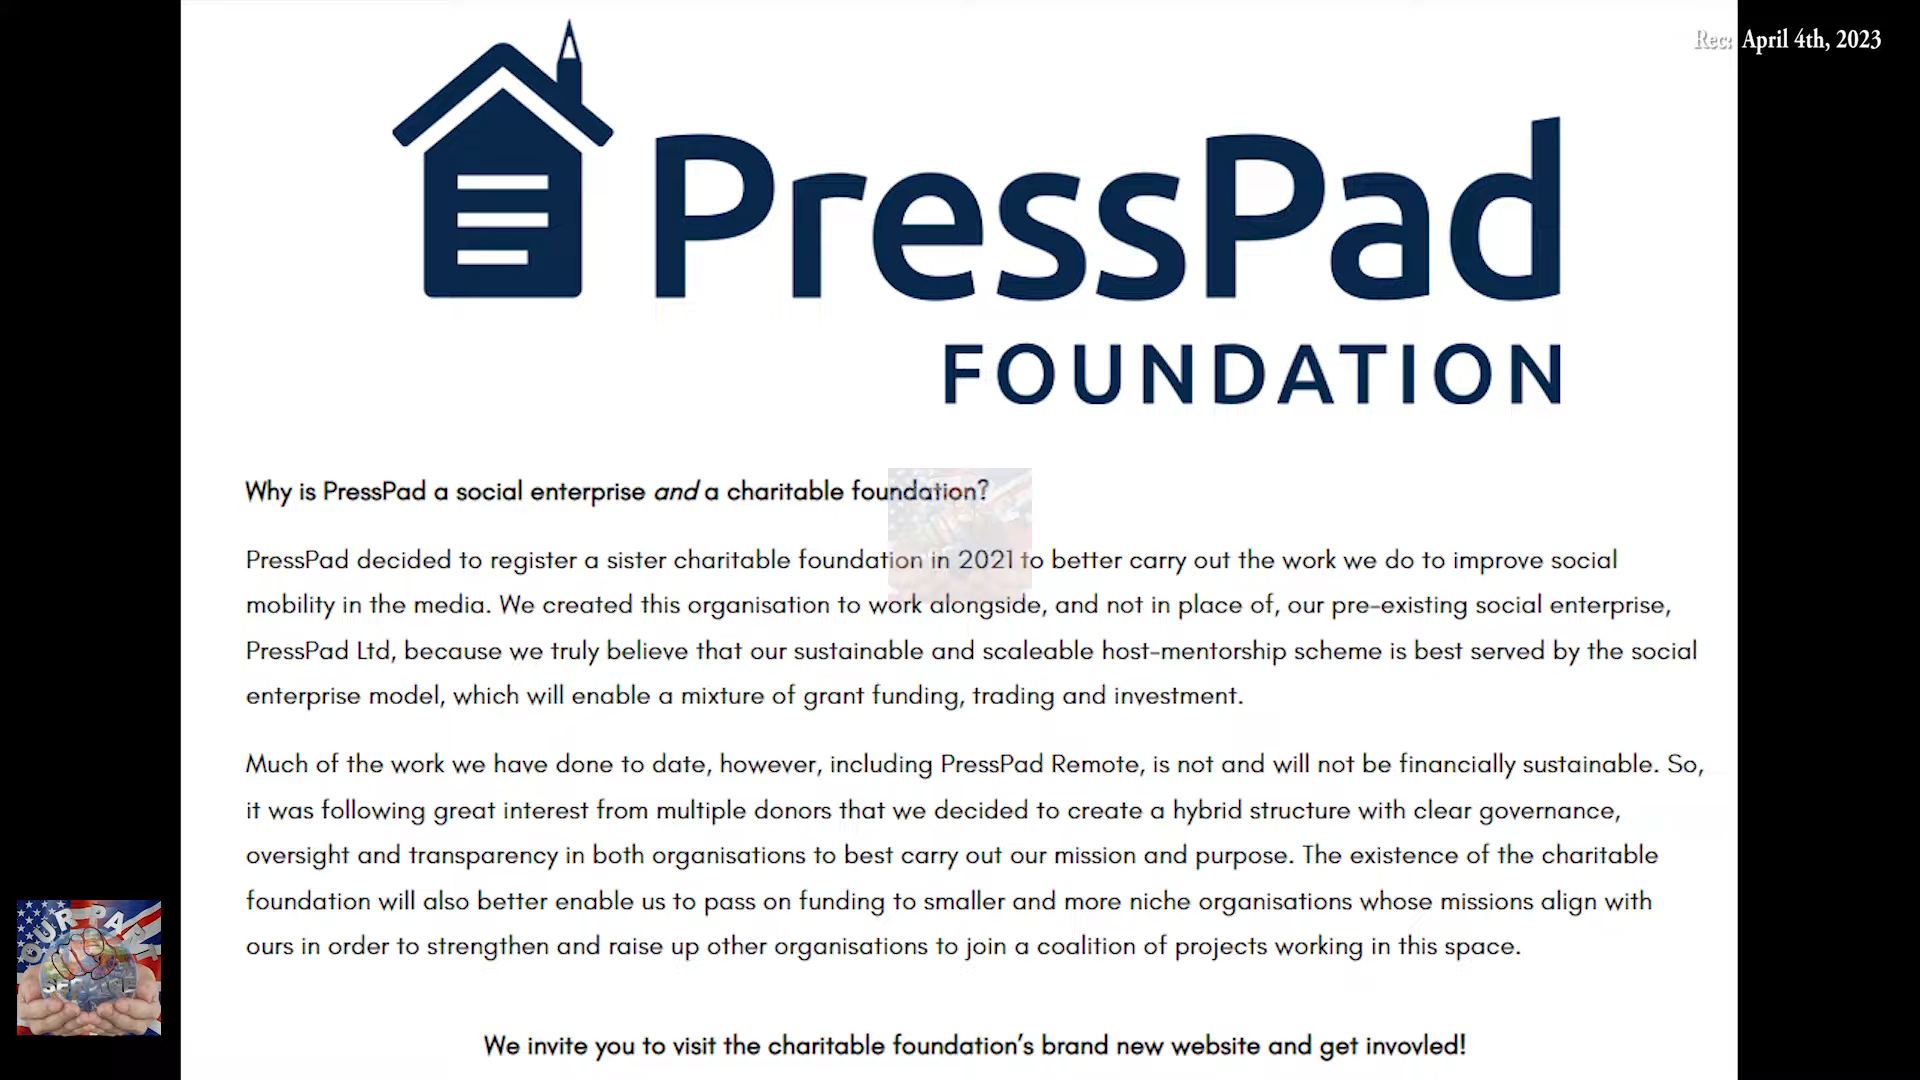 Rec: April 4th, 2023
PressPad
FOUNDATION
Why is PressPad a social enterprise and a charitable foundation?
PressPad decided to register a sister charitable foundation in 2021 to better carry out the work we do to improve social
mobility in the media. We created this organisation to work alongside, and not in place of, our pre-existing social enterprise,
PressPad Ltd, because we truly believe that our sustainable and scaleable host-mentorship scheme is best served by the social
enterprise model, which will enable a mixture of grant funding, trading and investment.
Much of the work we have done to date, however, including PressPad Remote, is not and will not be financially sustainable. So,
it was following great interest from multiple donors that we decided to create a hybrid structure with clear governance,
oversight and transparency in both organisations to best carry out our mission and purpose. The existence of the charitable
foundation will also better enable us to pass on funding to smaller and more niche organisations whose missions align with
ours in order to strengthen and raise up other organisations to join a coalition of projects working in this space.
OUR PAY
SERVICE
We invite you to visit the charitable foundation's brand new website and get invovled!